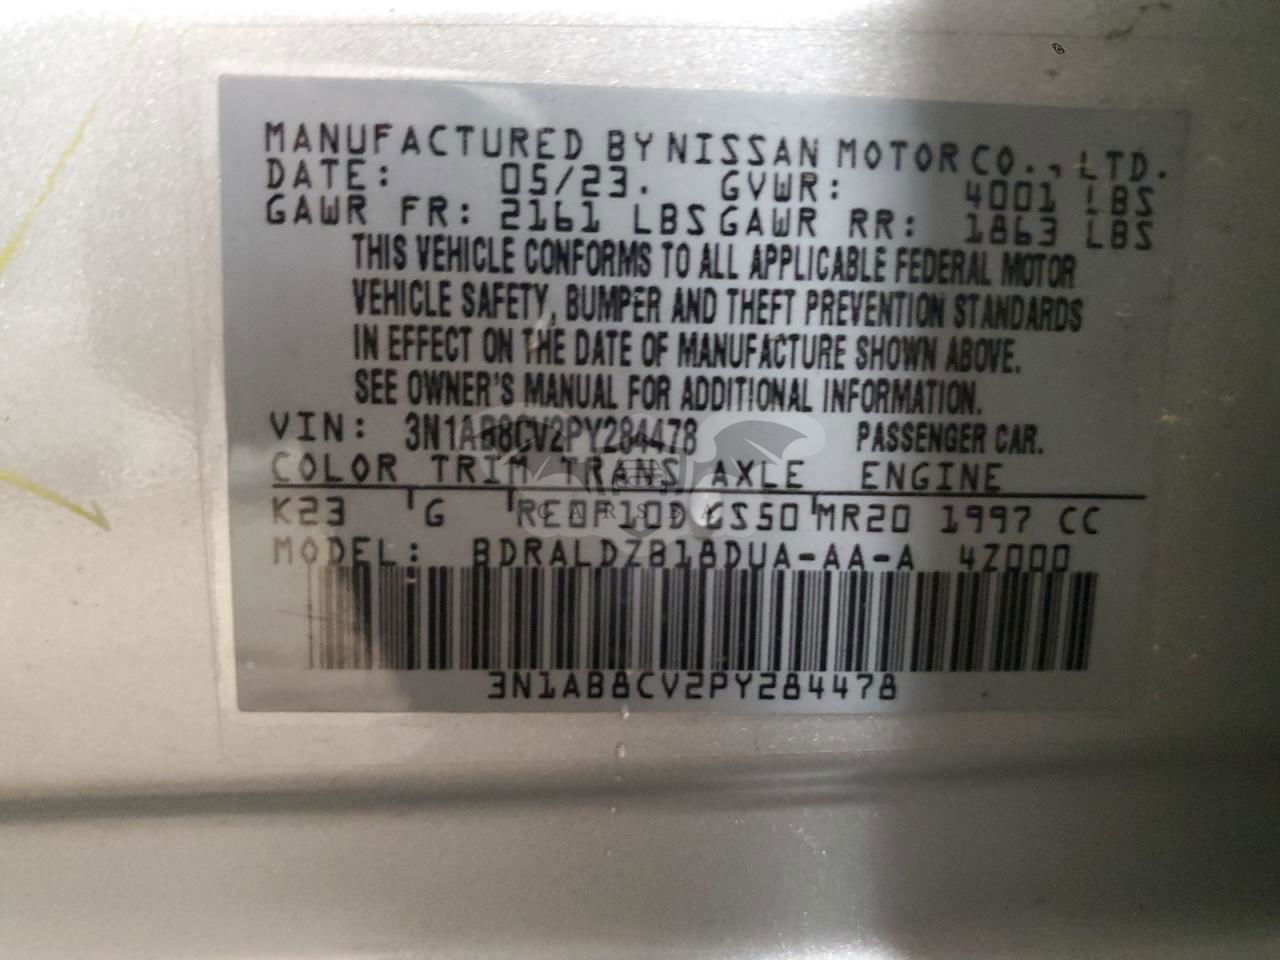 MANUFACTURED BY NISSAN MOTOR CO., LTD.
DATE: 05/23. GVWR: 4001 LBS
GAWR FR: 2161 LBS GAWR RR: 1863 LBS
THIS VEHICLE CONFORMS TO ALL APPLICABLE FEDERAL MOTOR
VEHICLE SAFETY, BUMPER AND THEFT PREVENTION STANDARDS
IN EFFECT ON THE DATE OF MANUFACTURE SHOWN ABOVE.
SEE OWNER'S MANUAL FOR ADDITIONAL INFORMATION.
VIN: 3N1AB8CV2PY284478 PASSENGER CAR.
COLOR TRIM TRANS AXLE ENGINE
K23 G RE0F10D GS50 MR20 1997 CC
MODEL: BDRALDZB18DUA-AA-A 4Z000
3N1AB8CV2PY284478